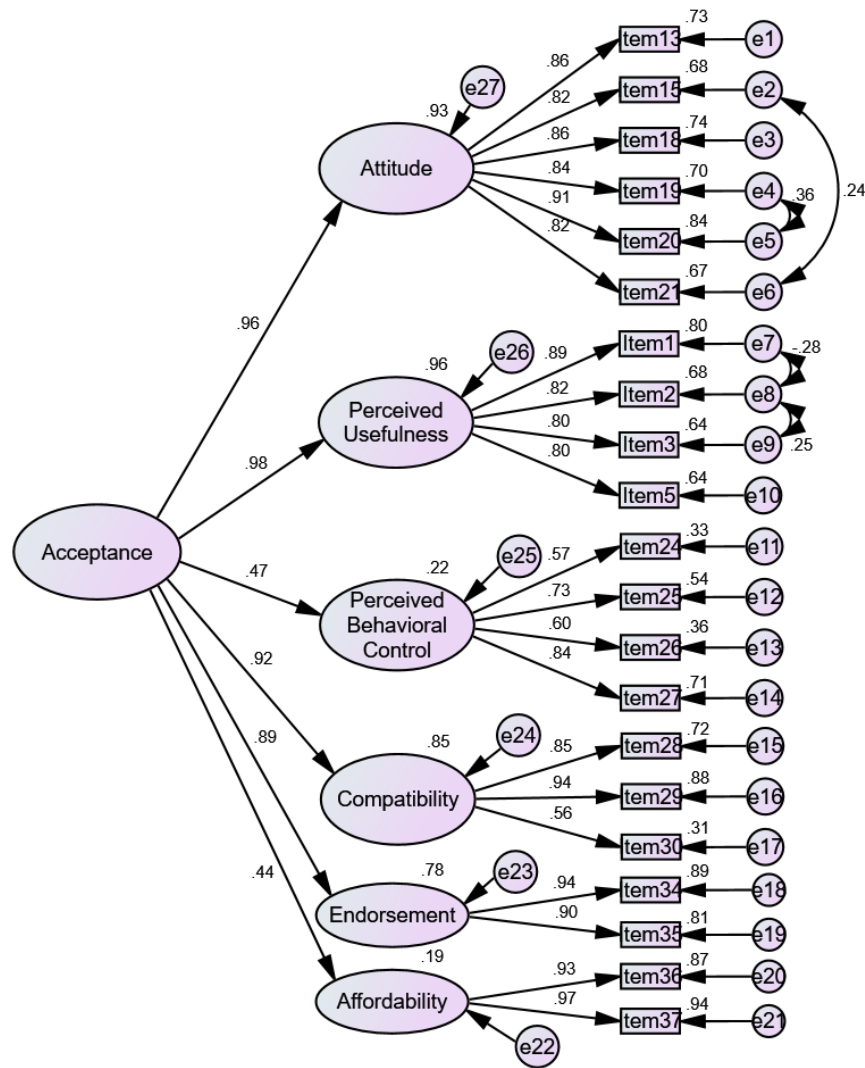 .73
tem13
e1
.86
.68
e27
tem15
e2
.82
.93
.74
.86
tem18
e3
Attitude
.84
.70
tem19
e4
.36
.24
.91
.84
tem20
e5
.82
.67
tem21
e6
.96
.80
e26
.89
Item1
e7
-.28
.96
.68
.82
Item2
e8
Perceived
Usefulness
.80
.64
Item3
e9
.25
.80
.64
Item5
e10
.98
Acceptance
.33
e25
.57
tem24
e11
.47
.22
.54
.73
tem25
e12
Perceived
Behavioral
Control
.60
.36
tem26
e13
.84
.71
tem27
e14
.92
e24
.72
.85
.85
tem28
e15
.89
.94
.88
Compatibility
tem29
e16
.56
.31
tem30
e17
.44
.78
e23
.94
.89
tem34
e18
Endorsement
.90
.81
tem35
e19
.19
.93
.87
tem36
e20
Affordability
.97
.94
tem37
e21
e22